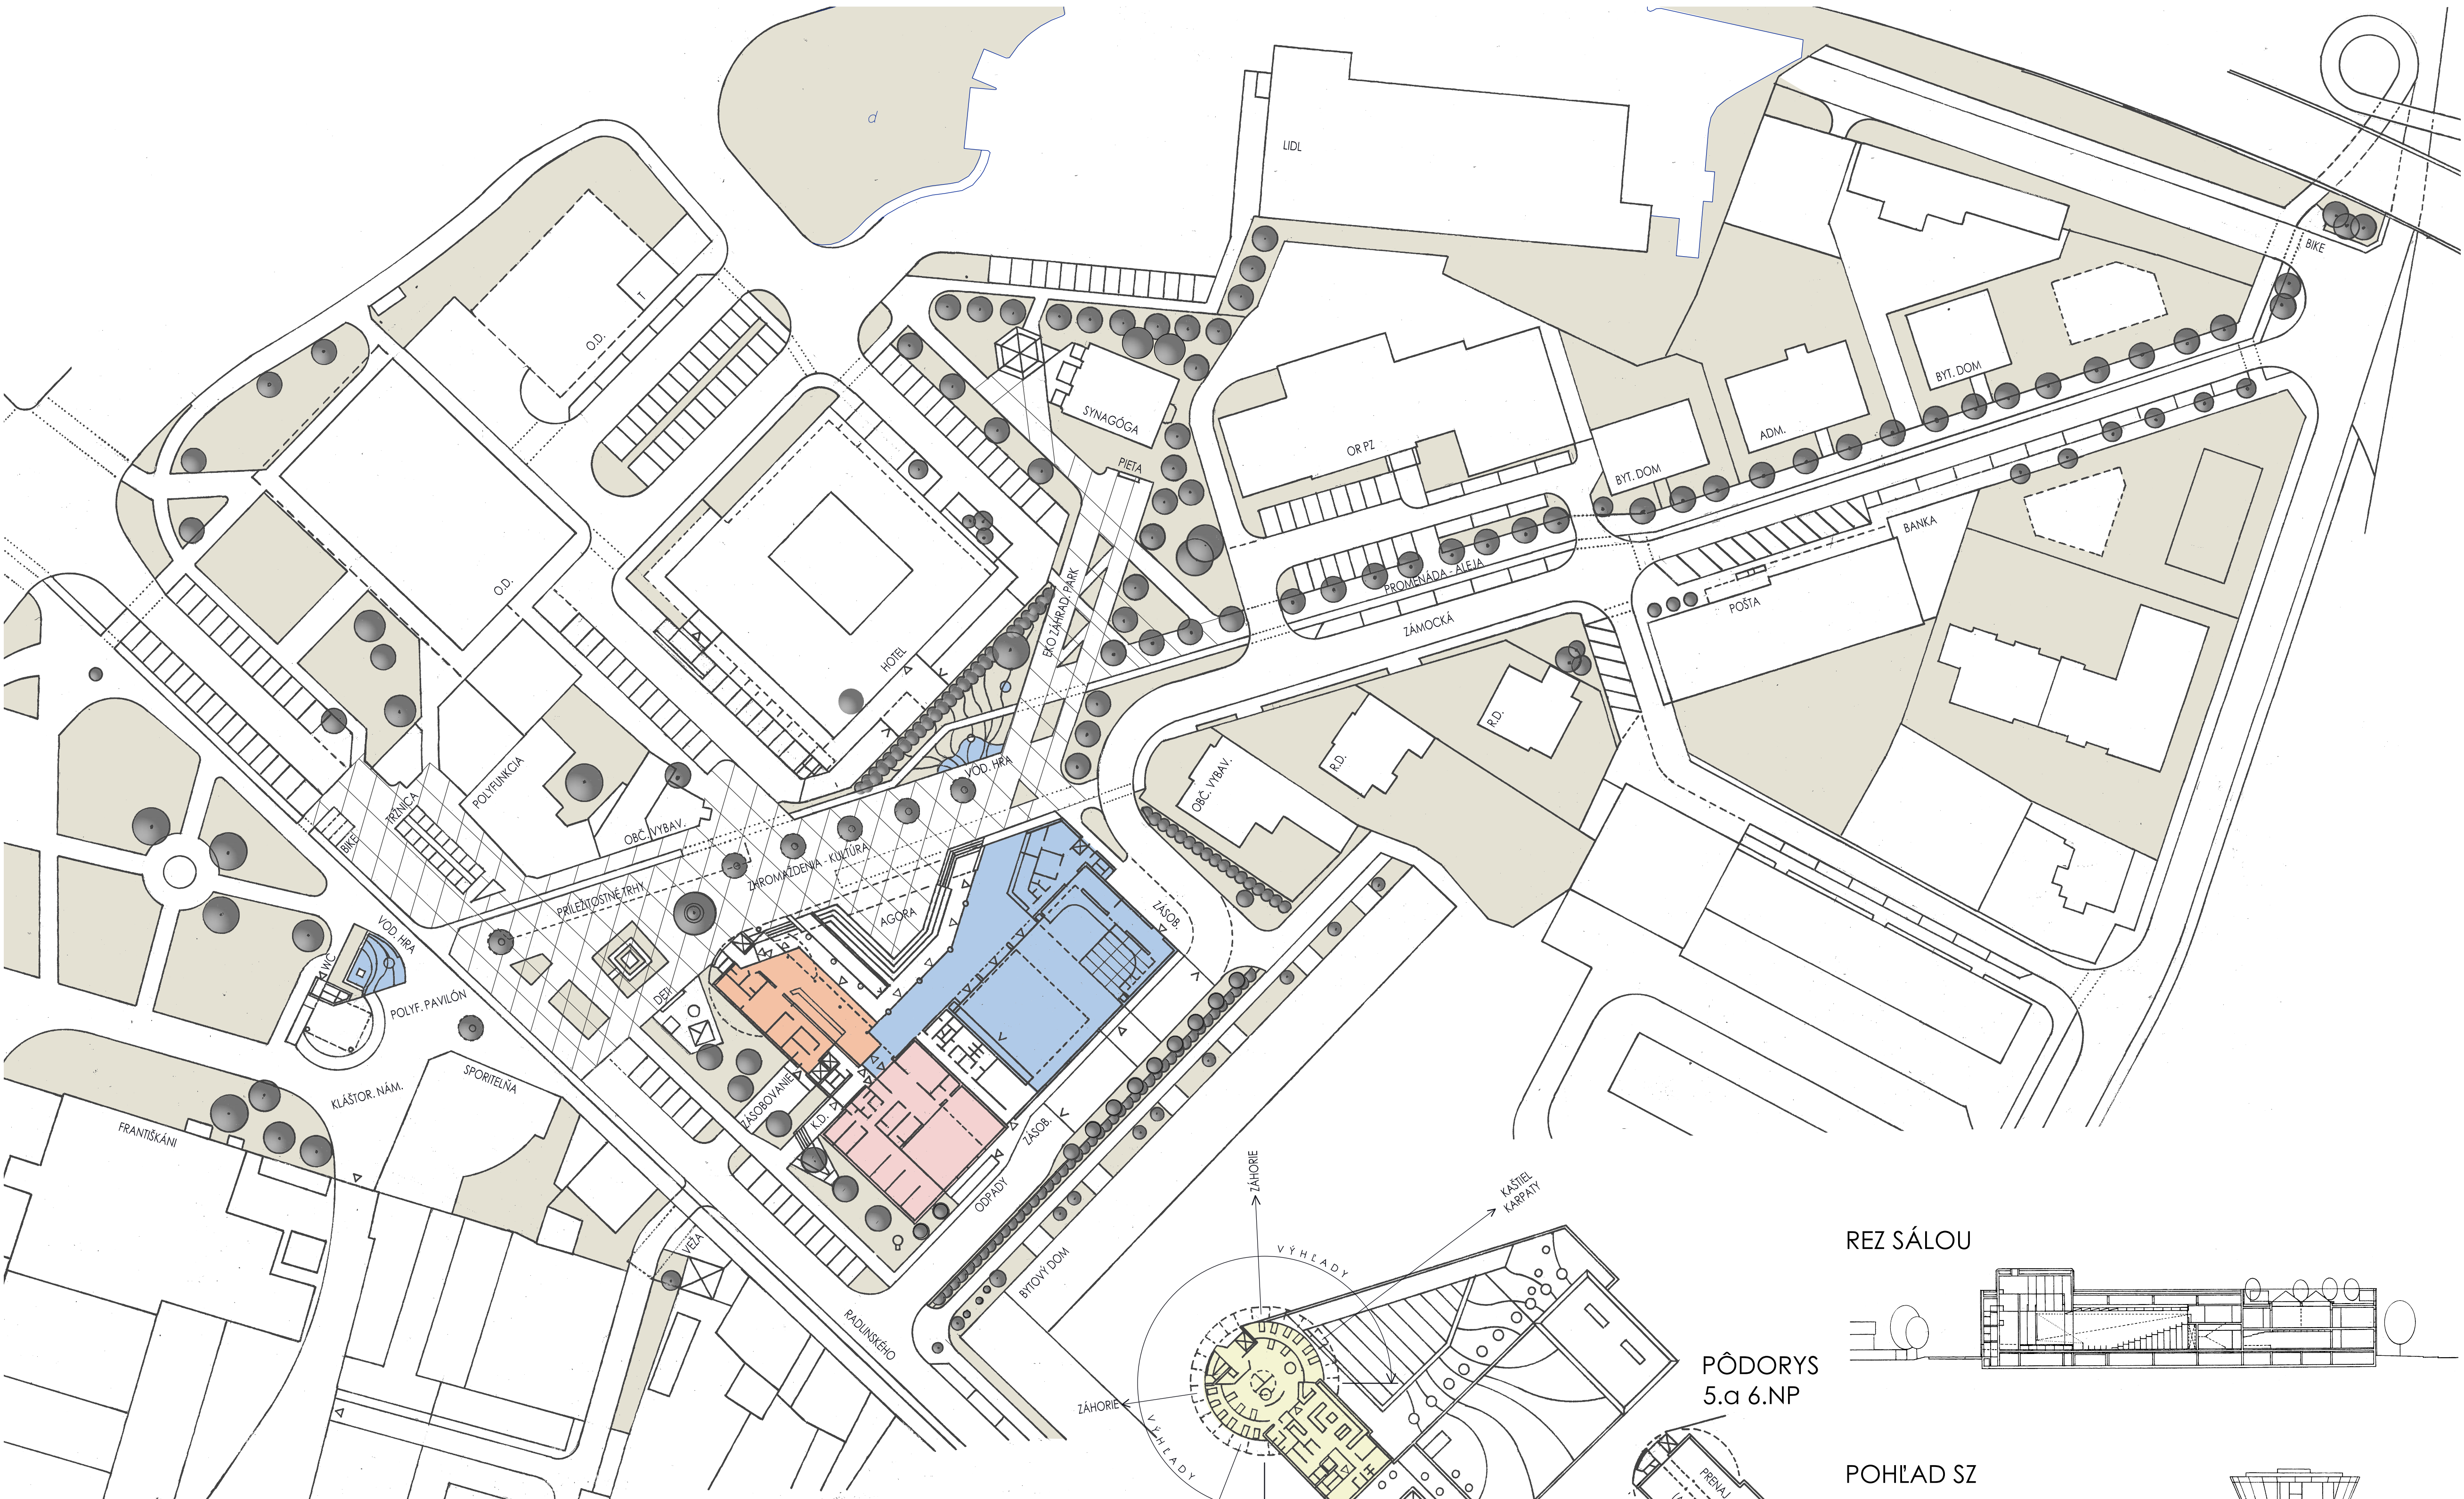 d
LIDL
BIKE
T
O.D.
SYNAGÓGA
PIETA
OR PZ
BYT. DOM
ADM.
BYT. DOM
BANKA
POŠTA
PROMENÁDA - ALEJA
ZÁMOCKÁ
O.D.
HOTEL
EKO ZÁHRAD. PARK
R.D.
R.D.
OBČ. VYBAV.
VOD. HRA
POLYFUNKCIA
TRŽNICA
BIKE
OBČ. VYBAV.
ZHROMAŽDENIA - KULTÚRA
PRILEŽITOSTNÉ TRHY
AGORA
ZÁSOB.
VOD. HRA
WC
POLYF. PAVILÓN
DETI
ZÁSOBOVANIE
K.D.
ZÁSOB.
ODPADY
KLÁŠTOR. NÁM.
SPORITEĽŇA
FRANTIŠKÁNI
VEŽA
RADLINSKÉHO
BYTOVÝ DOM
ZÁHORIE
KAŠTIEL
KARPATY
VÝHĽADY
ZÁHORIE
VÝHĽADY
REZ SÁLOU
PÔDORYS
5.a 6.NP
PRENAJ
POHĽAD SZ